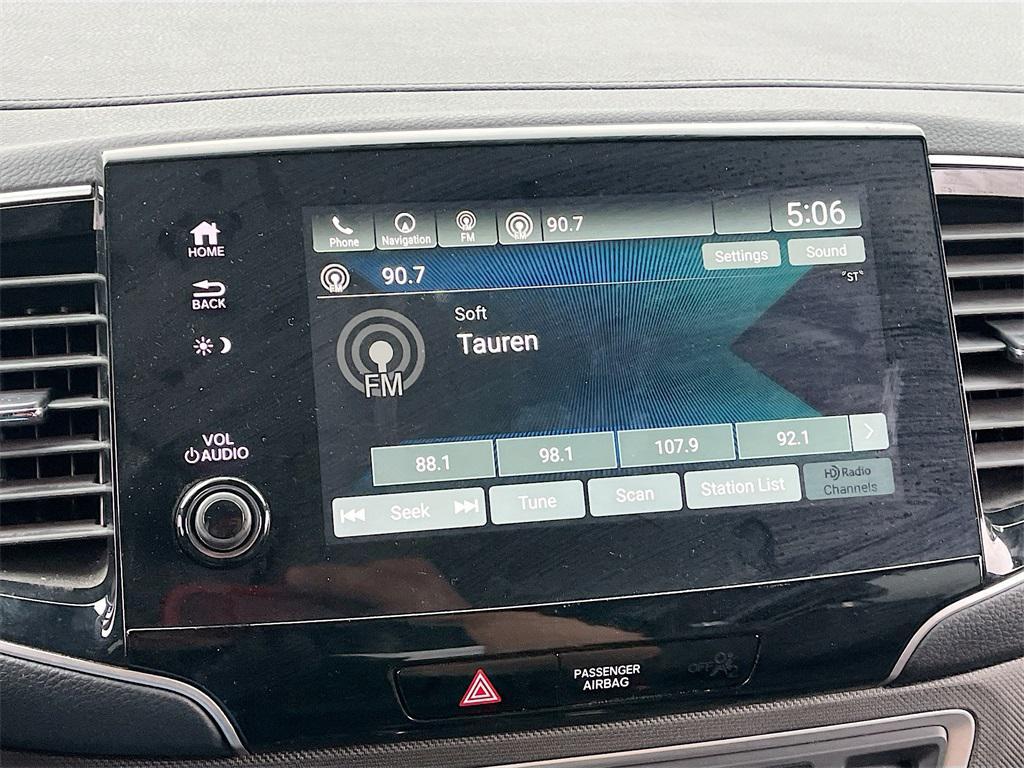 HOME
BACK
VOL
AUDIO
Phone
Navigation
FM
FM
90.7
5:06
FM
90.7
Settings
Sound
"ST"
Soft
Tauren
FM
88.1
98.1
107.9
92.1
Seek
Tune
Scan
Station List
HD Radio
Channels
PASSENGER
AIRBAG
OFF